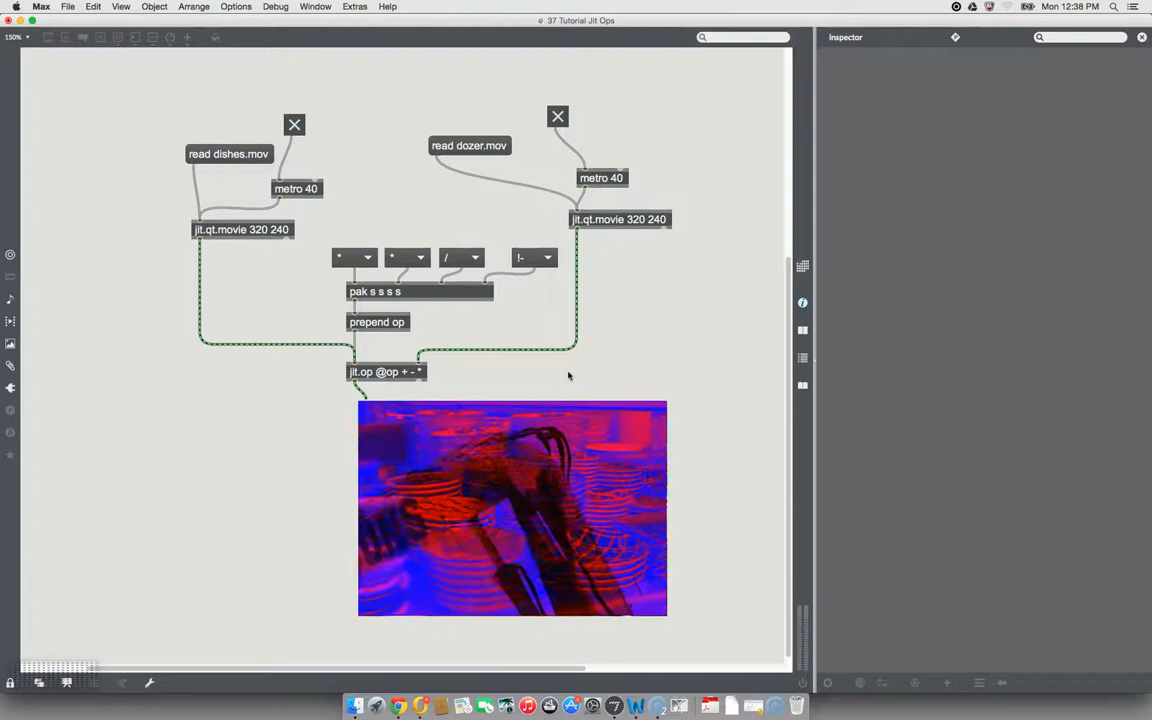 Max File Edit View Object Arrange Options Debug Window Extras Help
Mon 12:38 PM
37 Tutorial Jit Ops
150%
inspector
read dishes.mov
read dozer.mov
metro 40
metro 40
jit.qt.movie 320 240
jit.qt.movie 320 240
* * / !-
pak s s s s
prepend op
jit.op @op + - *